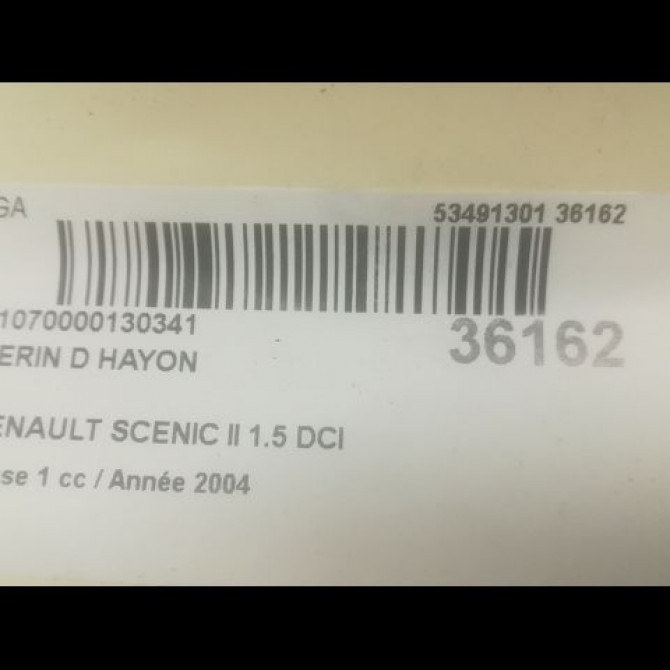 GA 53491301 36162
1070000130341 36162
ERIN D HAYON
ENAULT SCENIC II 1.5 DCI
se 1 cc / Année 2004